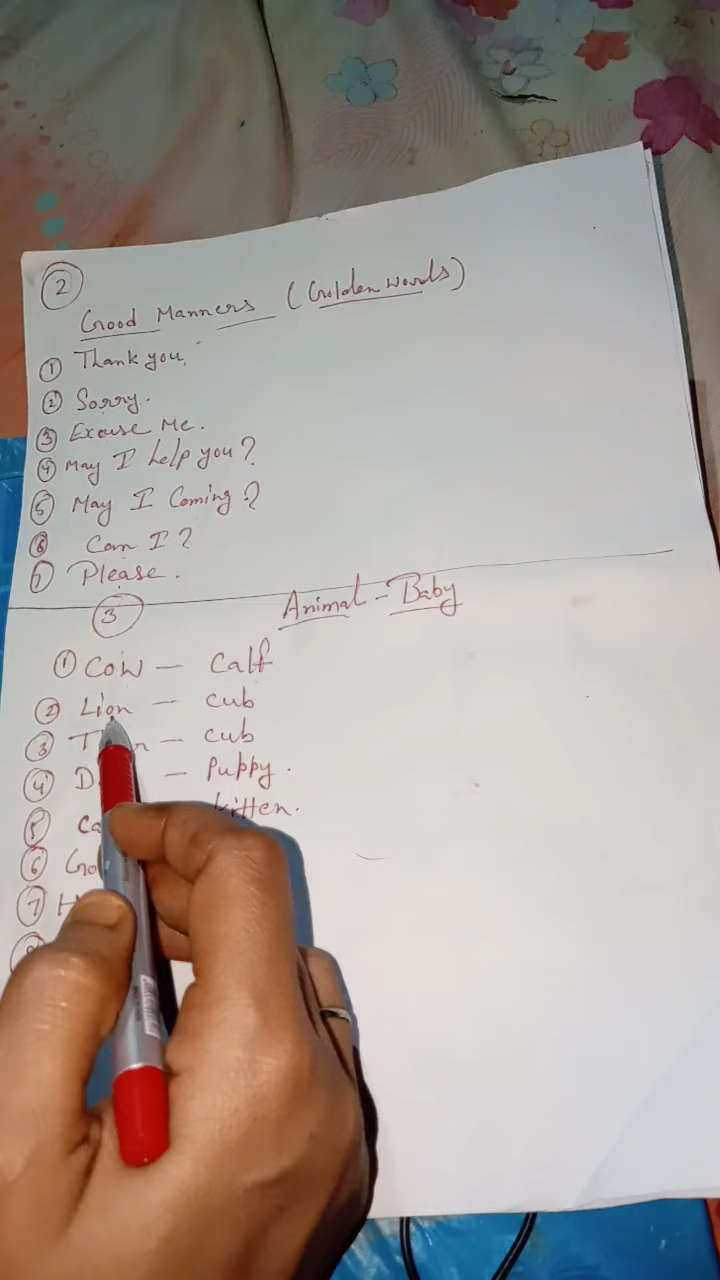 2
Good Manners (Golden words)
1 Thank you.
2 Sorry.
3 Excuse Me.
4 May I help you?
5 May I Coming?
6 Can I?
7 Please.
3
Animal - Baby
1 Cow - Calf
2 Lion - cub
3 - cub
4 - Puppy.
5 kitten.
6
7